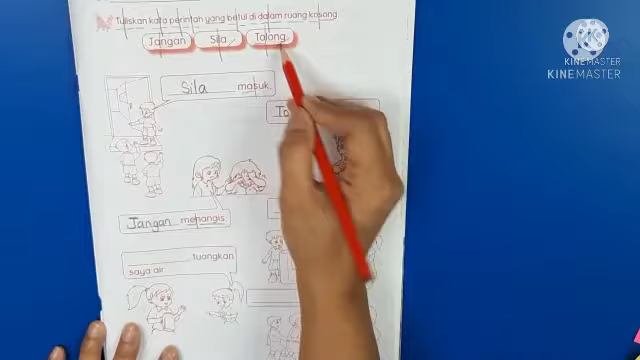 Tuliskan kata perintah yang betul di dalam ruang kosong
Jangan Sila Tolong
Sila masuk.
Jangan menangis.
tuangkan
saya air
KINEMASTER
KINEMASTER